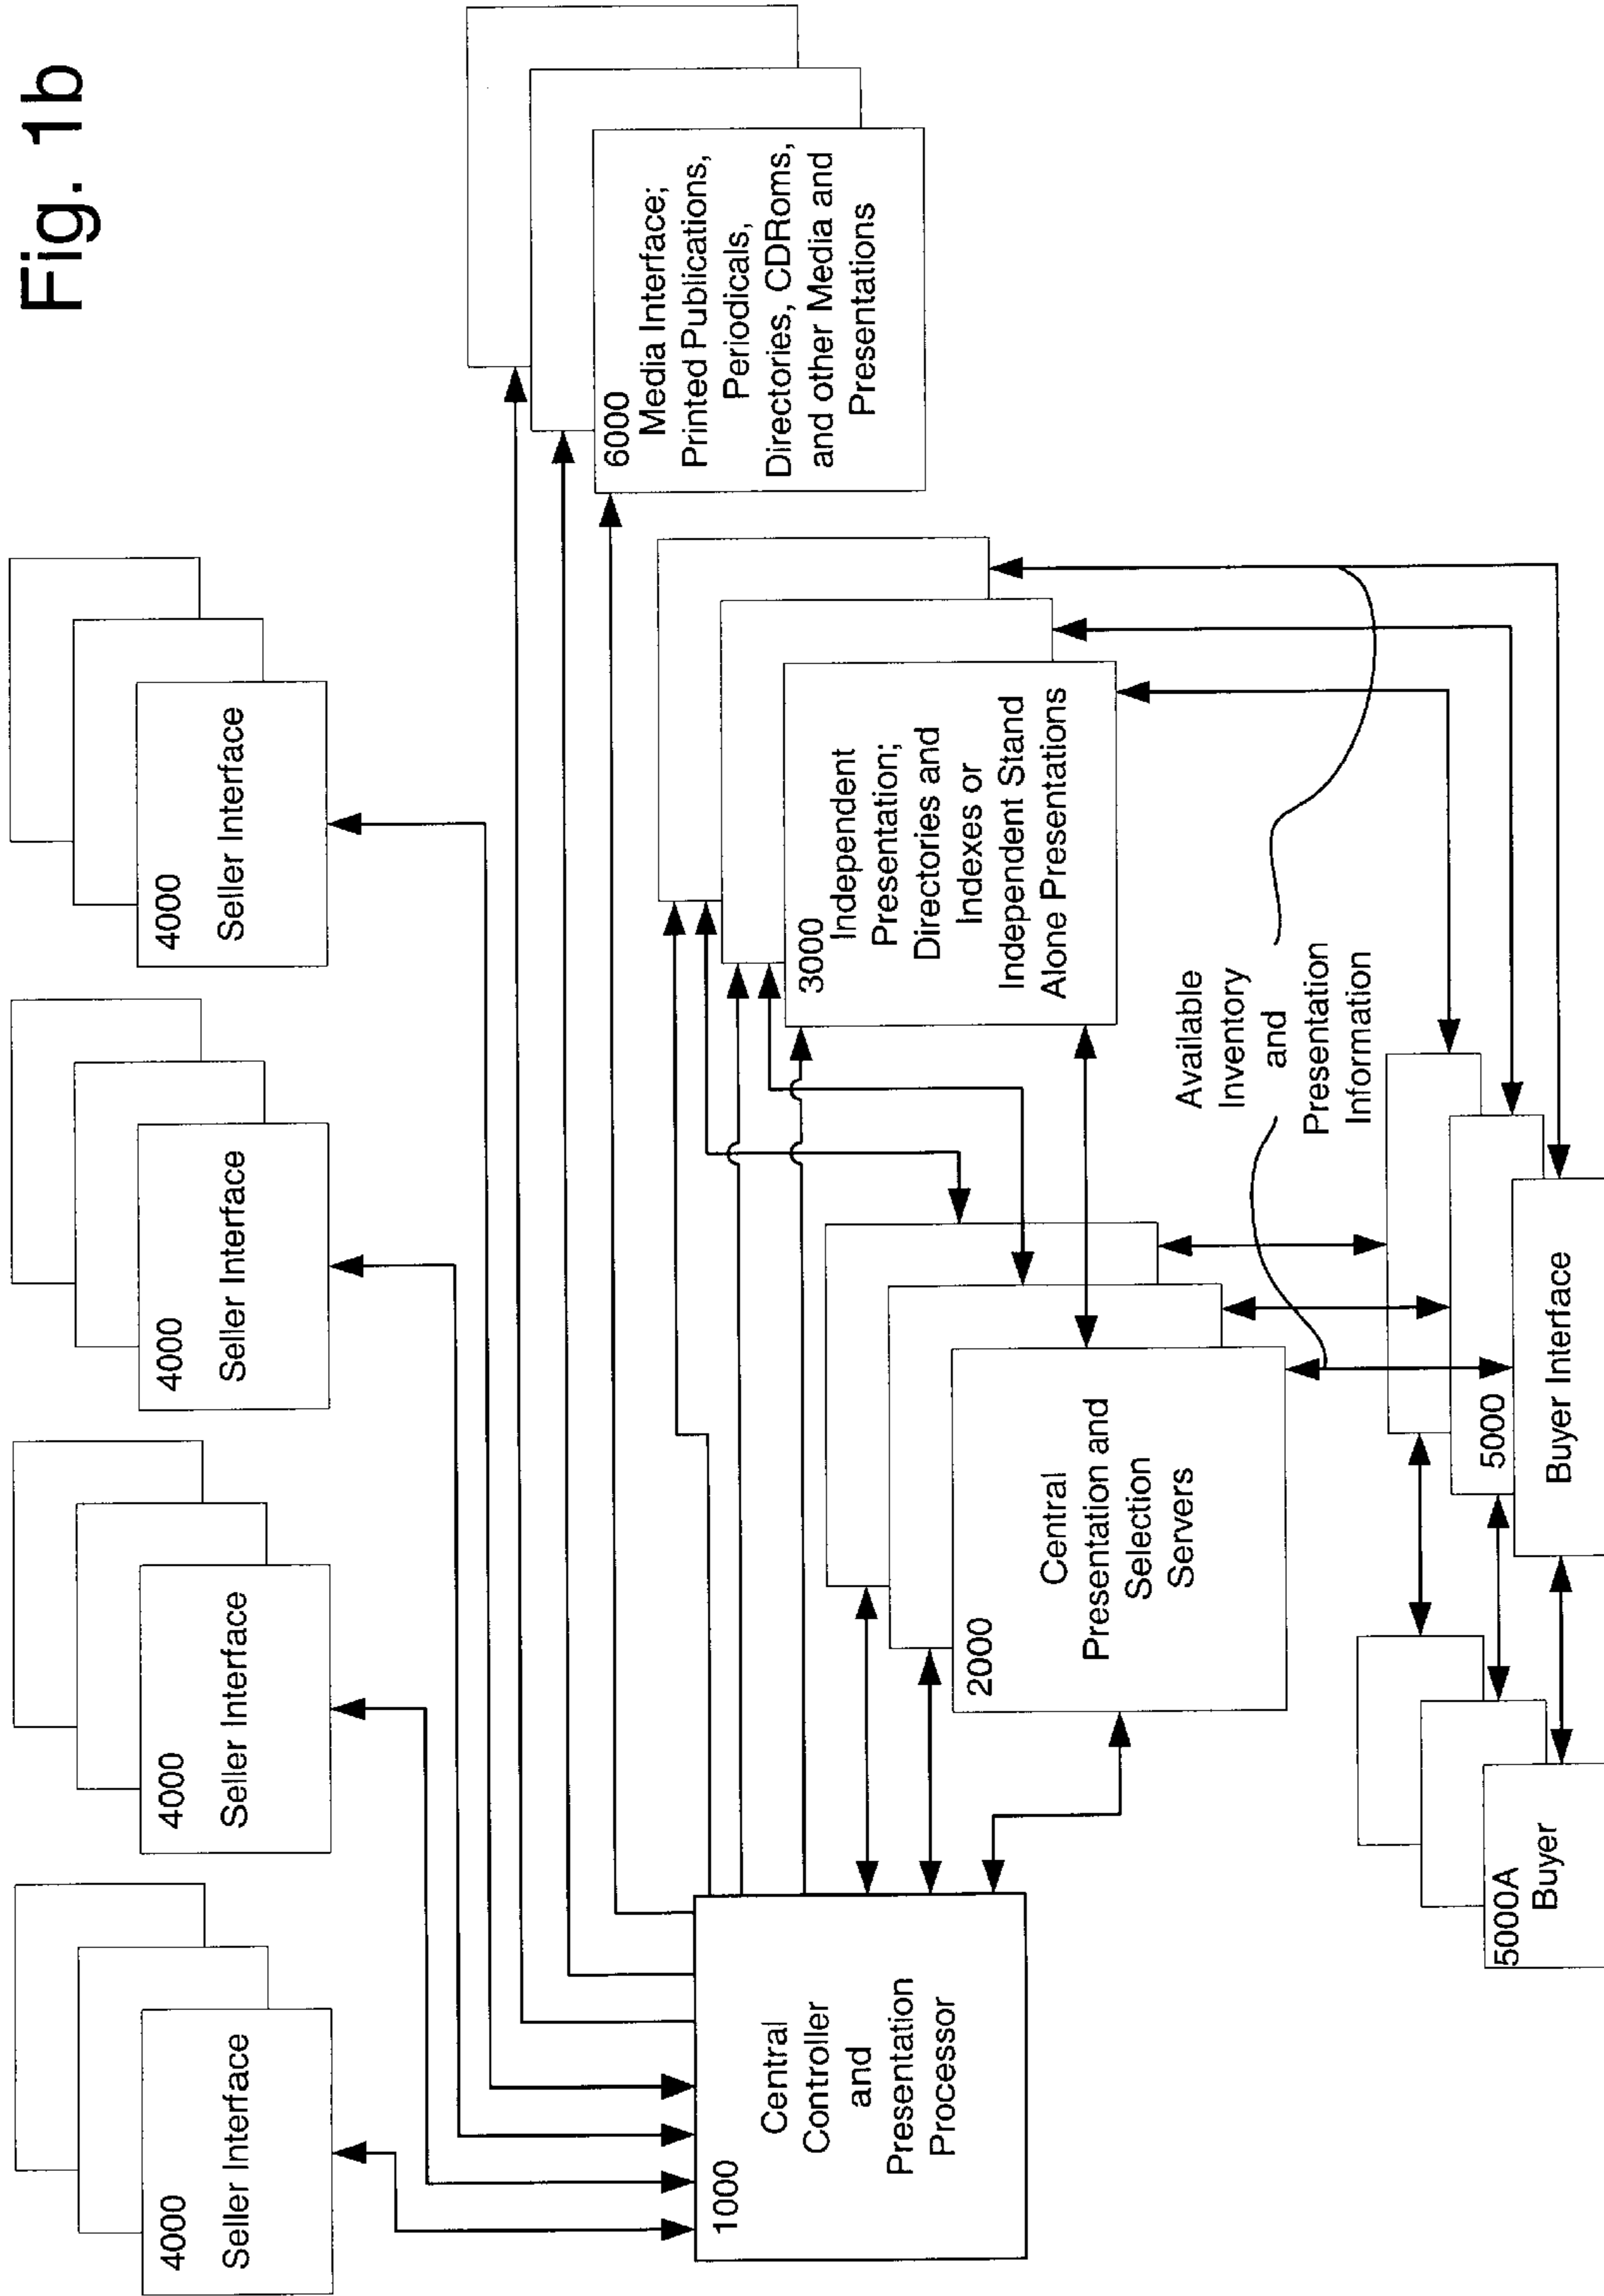 Fig. 1b
4000
Seller Interface
4000
Seller Interface
4000
Seller Interface
4000
Seller Interface
6000
Media Interface;
Printed Publications,
Periodicals,
Directories, CDRoms,
and other Media and
Presentations
1000
Central
Controller
and
Presentation
Processor
3000
Independent
Presentation;
Directories and
Indexes or
Independent Stand
Alone Presentations
2000
Central
Presentation and
Selection
Servers
Available
Inventory
and
Presentation
Information
5000A
Buyer
5000
Buyer Interface